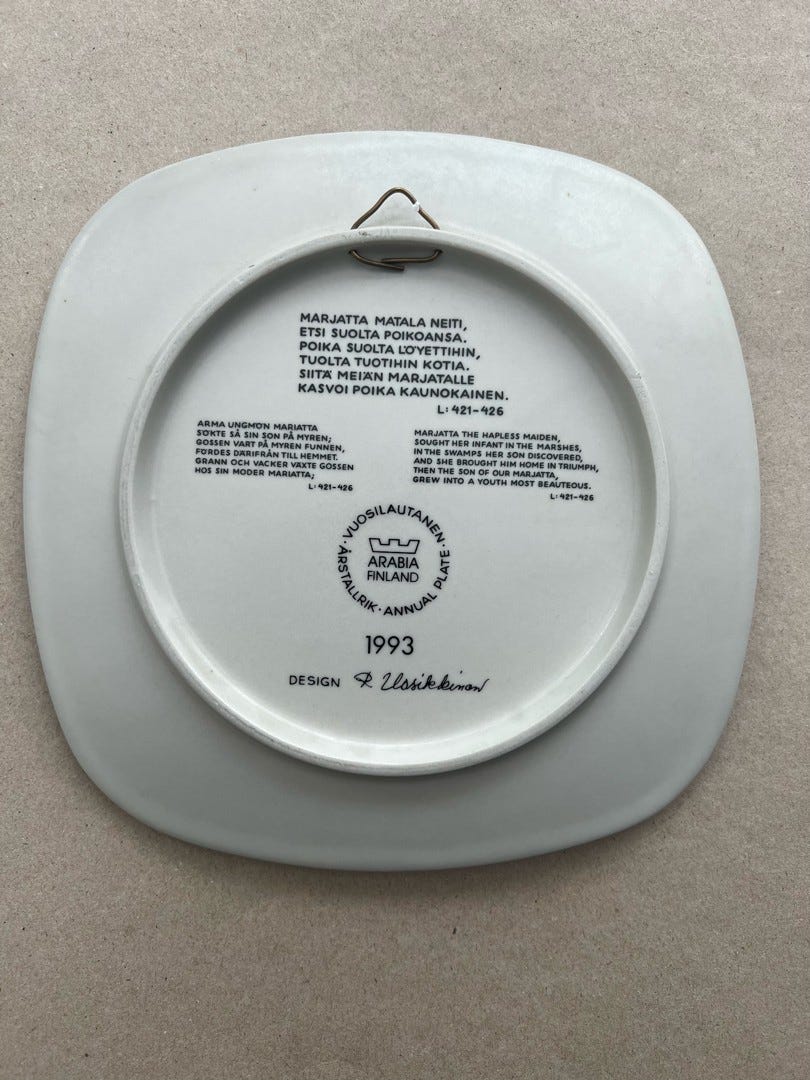 MARJATTA MATALA NEITI,
ETSI SUOLTA POIKOANSA.
POIKA SUOLTA LÖYETTIHIN,
TUOLTA TUOTIHIN KOTIA.
SIITÄ MEIÄN MARJATALLE
KASVOI POIKA KAUNOKAINEN.
L: 421-426
ARMA UNGMÖN MARIATTA
SÖKTE SÅ SIN SON PÅ MYREN;
GOSSEN VART PÅ MYREN FUNNEN,
FÖRDES DÄRIFRÅN TILL HEMMET.
GRANN OCH VACKER VÄXTE GOSSEN
HOS SIN MODER MARIATTA;
L: 421-426
MARJATTA THE HAPLESS MAIDEN,
SOUGHT HER INFANT IN THE MARSHES,
IN THE SWAMPS HER SON DISCOVERED,
AND SHE BROUGHT HIM HOME IN TRIUMPH,
THEN THE SON OF OUR MARJATTA,
GREW INTO A YOUTH MOST BEAUTEOUS.
L: 421-426
· VUOSILAUTANEN · ANNUAL PLATE · ÅRSTALLRIK
ARABIA
FINLAND
1993
DESIGN R. Uosikkinen